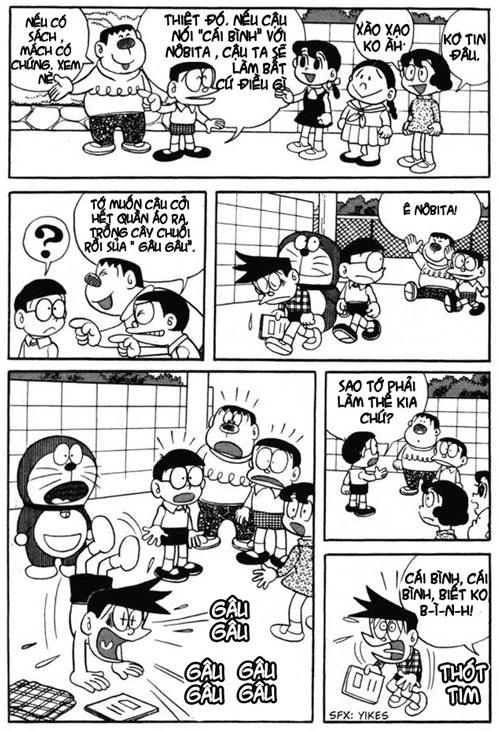 KƠ TIN
ĐÂU.
XÀO XẠO
KO ÀH.
THIỆT ĐÓ. NẾU CẬU
NÓI "CÁI BÌNH" VỚI
NÔBITA , CẬU TA SẼ
LÀM BẤT
CỨ ĐIỀU GÌ
NẾU CÓ
SÁCH ,
MÁCH CÓ
CHỨNG. XEM
NÈ
Ê NÔBITA!
TỚ MUỐN CẬU CỞI
HẾT QUẦN ÁO RA,
TRỒNG CÂY CHUỐI
RỒI SỦA " GÂU GÂU".
?
SAO TỚ PHẢI
LÀM THẾ KIA
CHỨ?
CÁI BÌNH, CÁI
BÌNH, BIẾT KO
B-Ì-N-H!
THÓT
TIM
SFX: YIKES
GÂU
GÂU
GÂU GÂU
GÂU GÂU